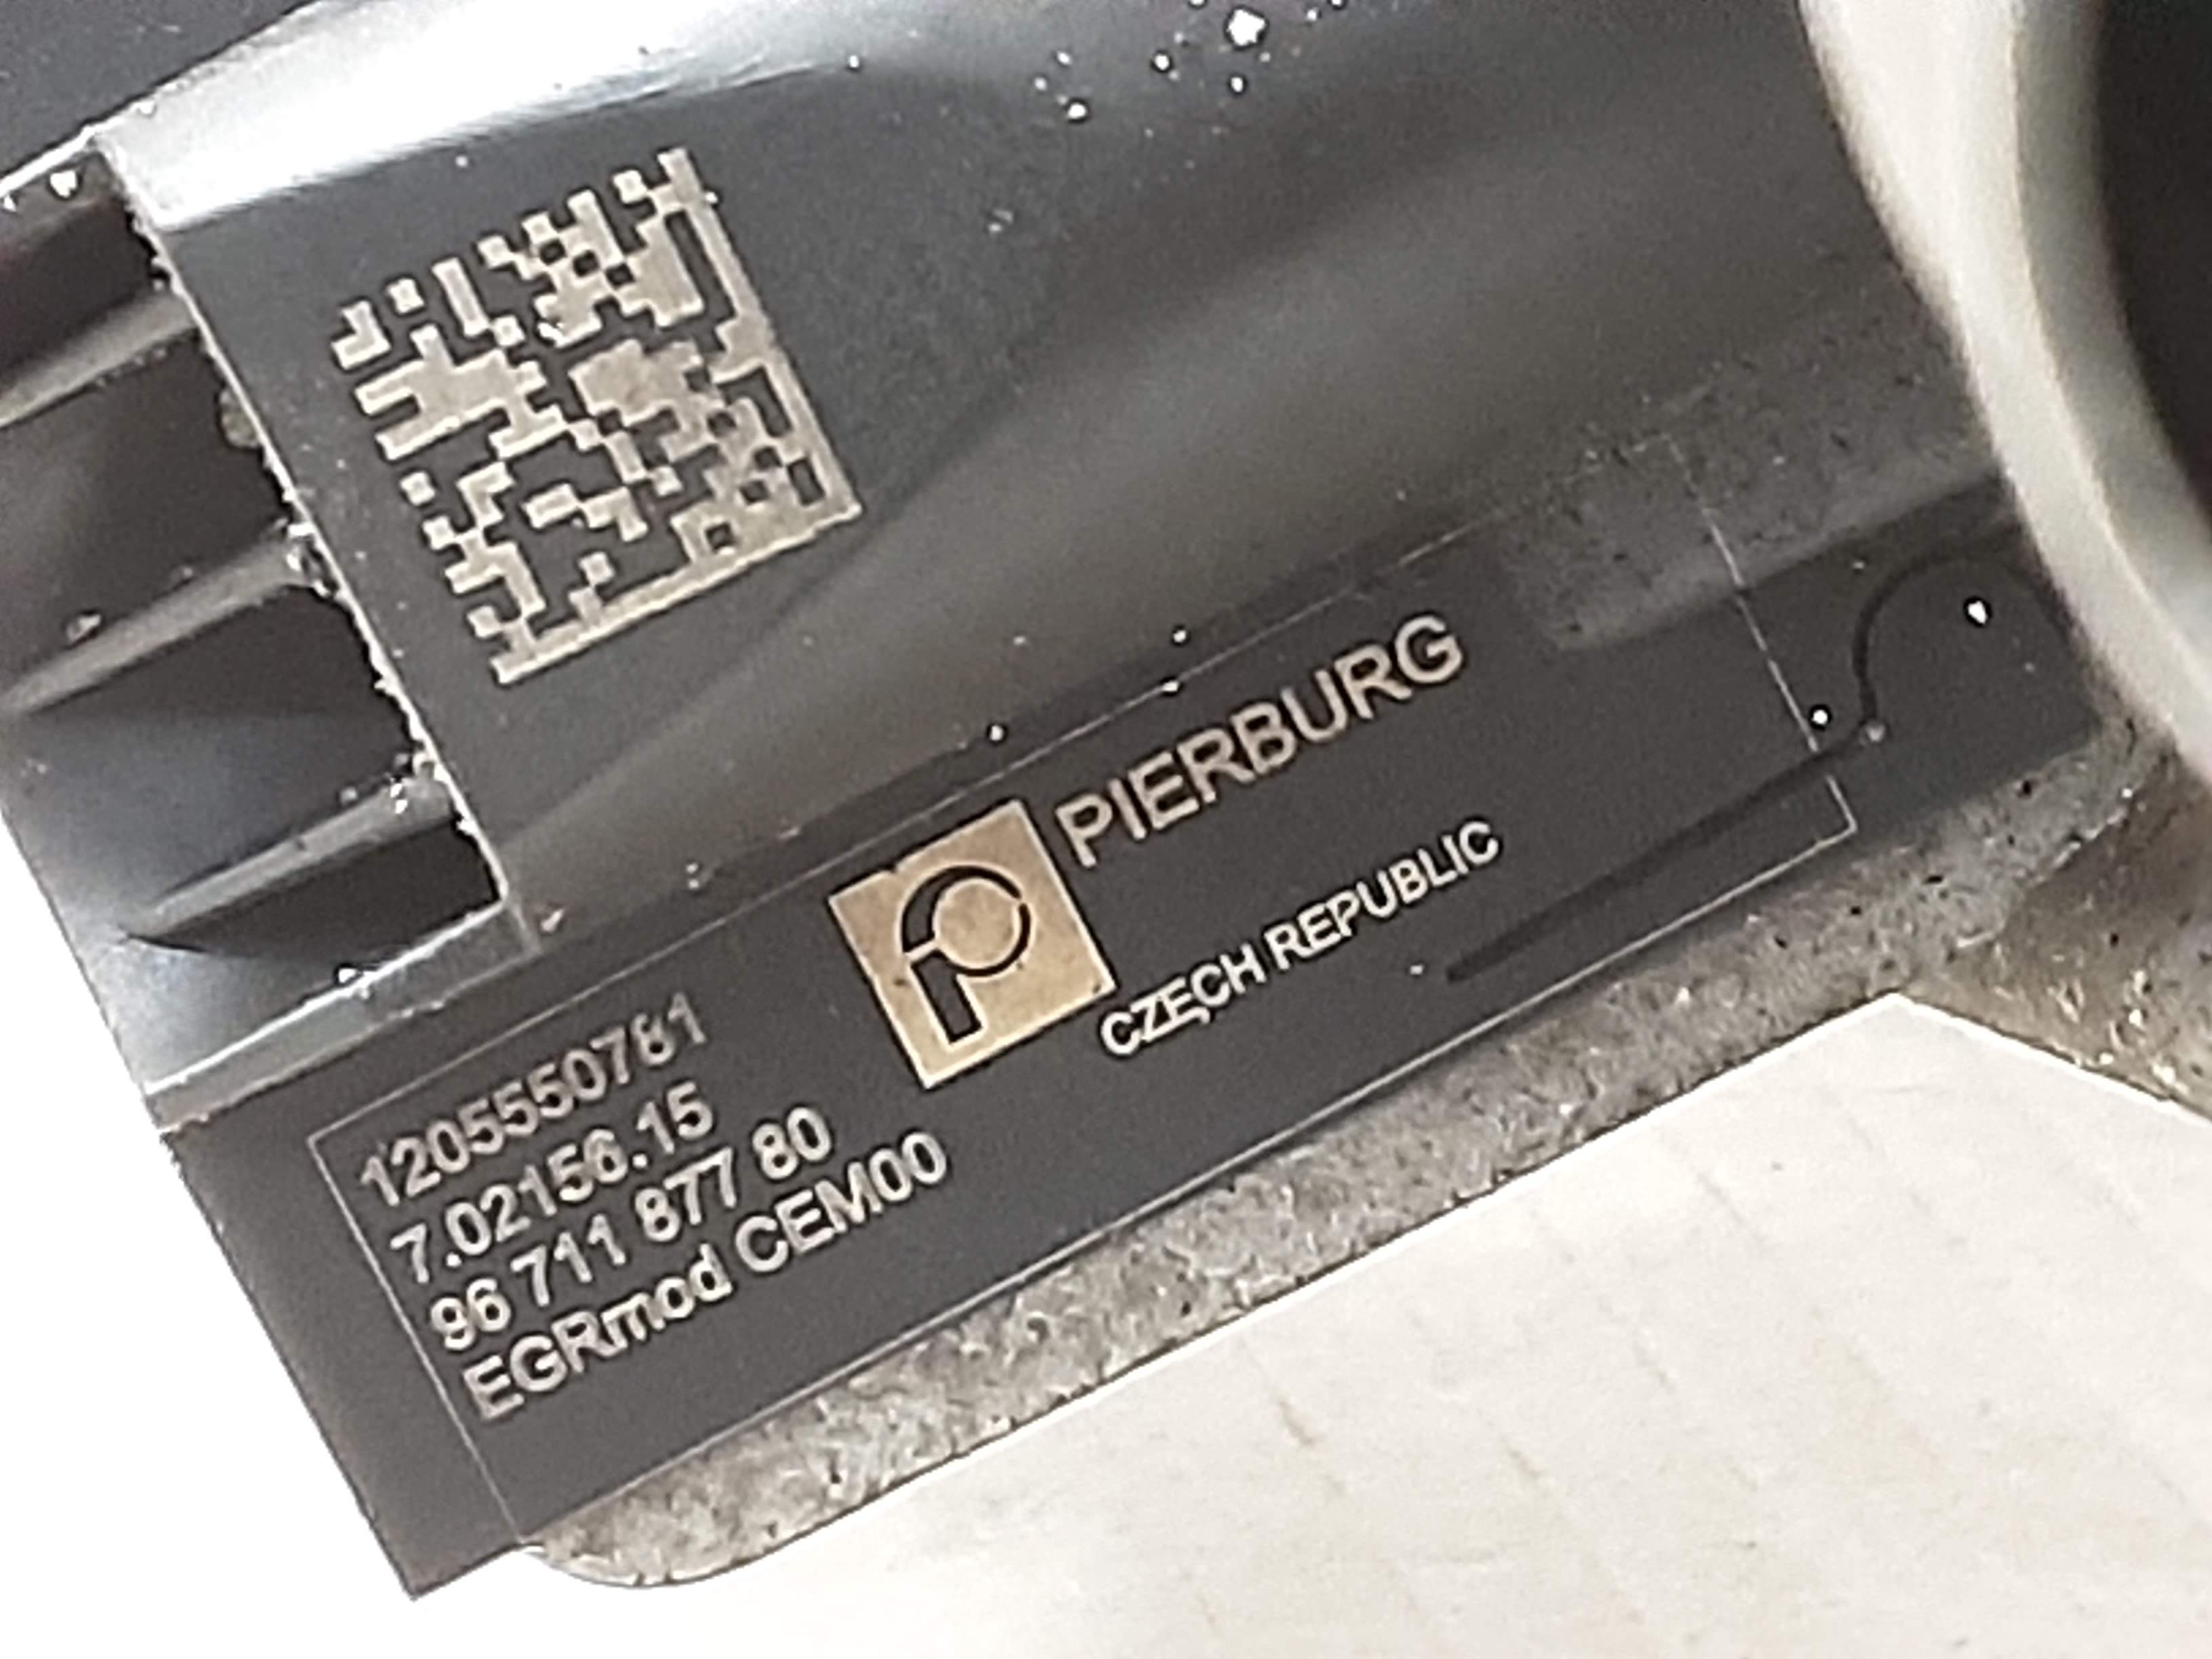 PIERBURG
CZECH REPUBLIC
1205550781
7.02156.15
96 711 877 80
EGRmod CEM00